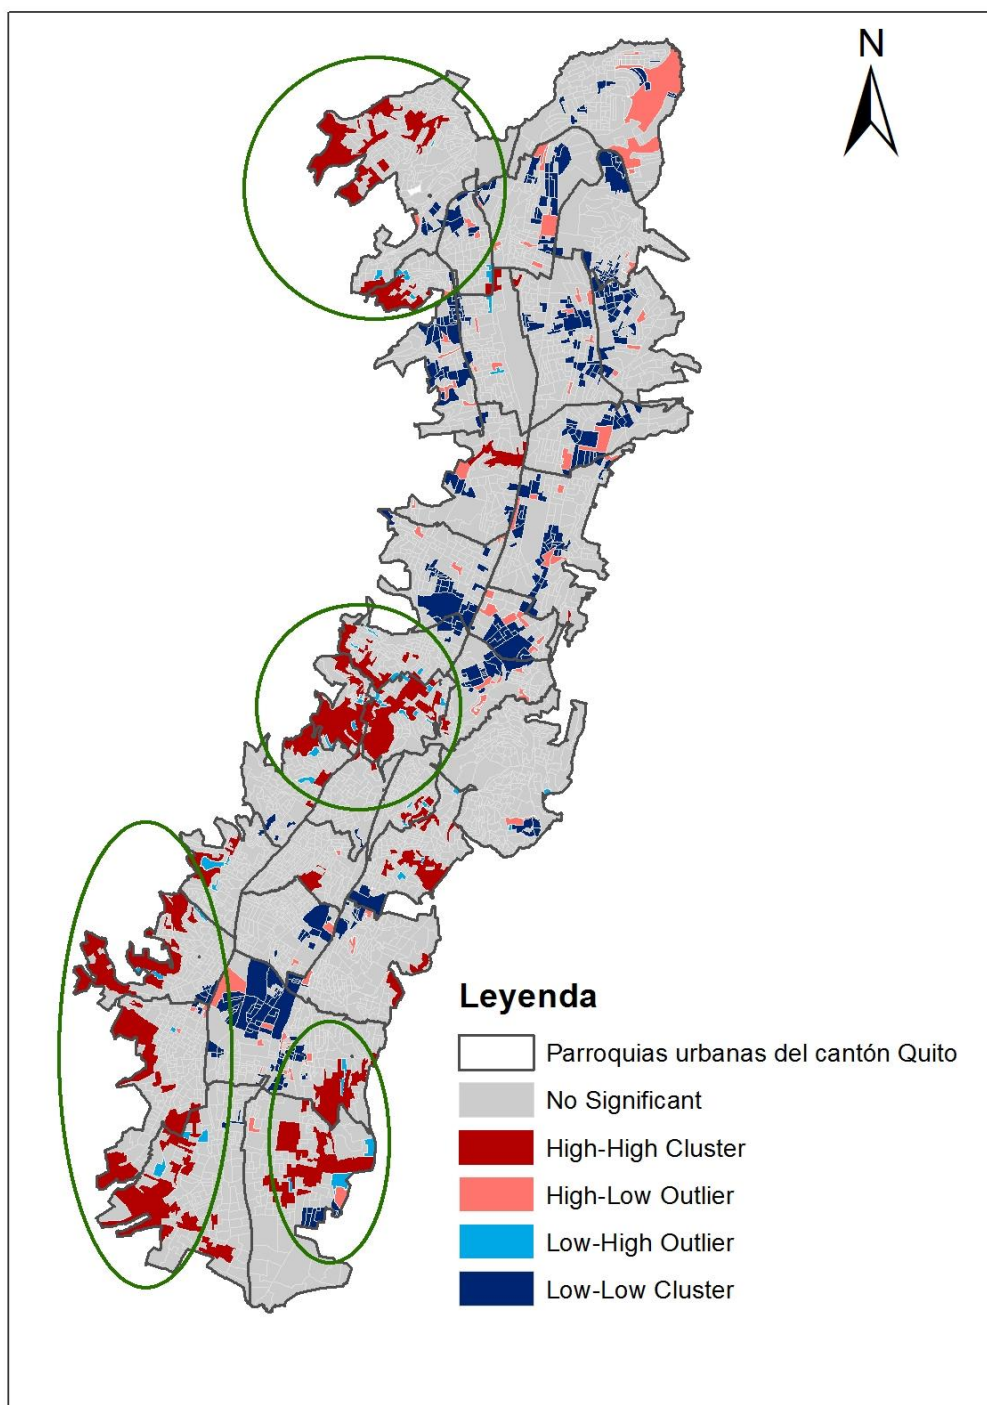 N
Leyenda
Parroquias urbanas del cantón Quito
No Significant
High-High Cluster
High-Low Outlier
Low-High Outlier
Low-Low Cluster